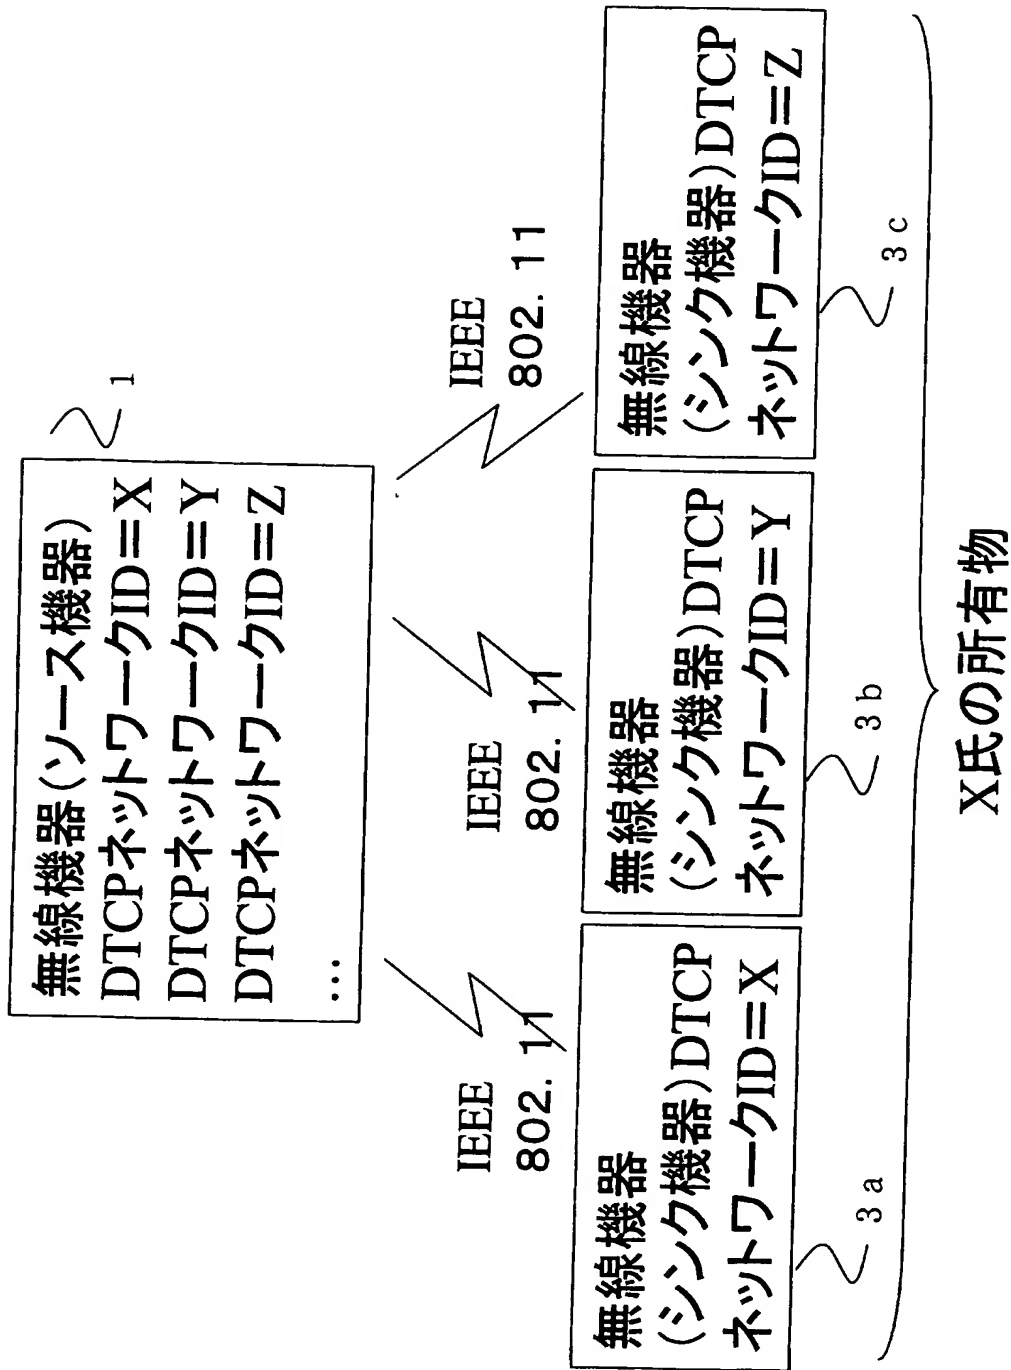 無線機器(ソース機器)
DTCPネットワークID=X
DTCPネットワークID=Y
DTCPネットワークID=Z
…
1
IEEE
802. 11
IEEE
802. 11
IEEE
802. 11
無線機器
(シンク機器)DTCP
ネットワークID=X
3a
無線機器
(シンク機器)DTCP
ネットワークID=Y
3b
無線機器
(シンク機器)DTCP
ネットワークID=Z
3c
X氏の所有物